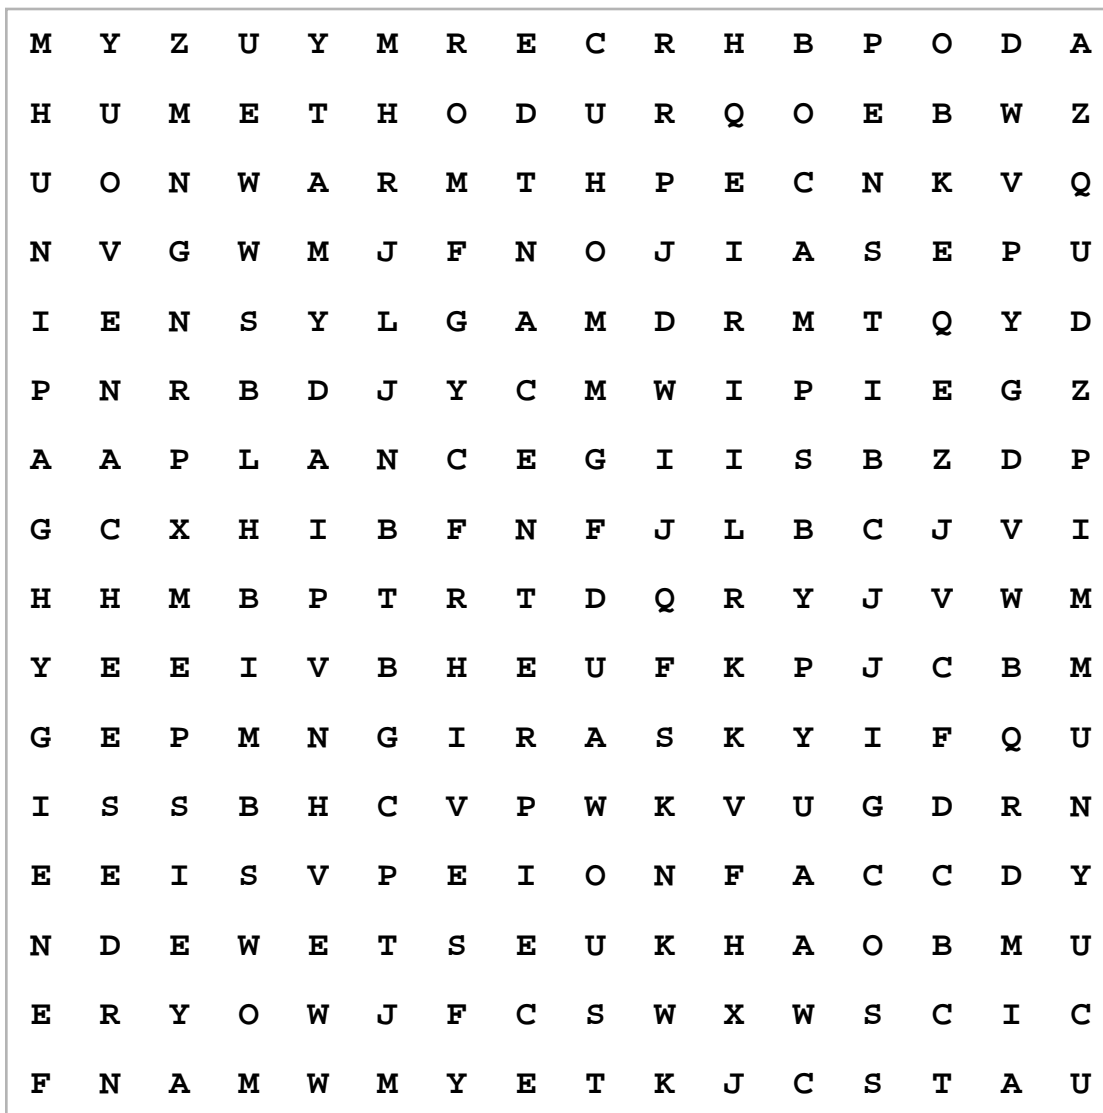 M Y Z U Y M R E C R H B P O D A
H U M E T H O D U R Q O E B W Z
U O N W A R M T H P E C N K V Q
N V G W M J F N O J I A S E P U
I E N S Y L G A M D R M T Q Y D
P N R B D J Y C M W I P I E G Z
A A P L A N C E G I I S B Z D P
G C X H I B F N F J L B C J V I
H H M B P T R T D Q R Y J V W M
Y E E I V B H E U F K P J C B M
G E P M N G I R A S K Y I F Q U
I S S B H C V P W K V U G D R N
E E I S V P E I O N F A C C D Y
N D E W E T S E U K H A O B M U
E R Y O W J F C S W X W S C I C
F N A M W M Y E T K J C S T A U